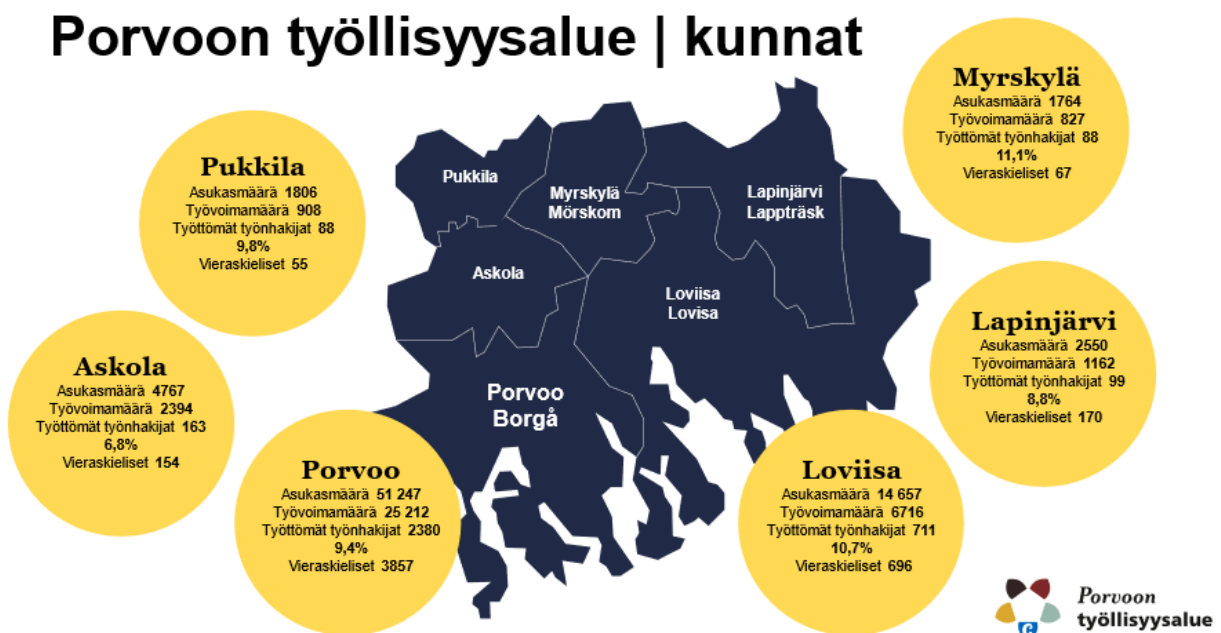 Porvoon työllisyysalue | kunnat
Myrskylä
Asukasmäärä 1764
Työvoimamäärä 827
Työttömät työnhakijat 88
11,1%
Vieraskieliset 67
Pukkila
Asukasmäärä 1806
Työvoimamäärä 908
Työttömät työnhakijat 88
9,8%
Vieraskieliset 55
Pukkila
Myrskylä
Mörskom
Lapinjärvi
Lappträsk
Askola
Loviisa
Lovisa
Porvoo
Borgå
Lapinjärvi
Asukasmäärä 2550
Työvoimamäärä 1162
Työttömät työnhakijat 99
8,8%
Vieraskieliset 170
Askola
Asukasmäärä 4767
Työvoimamäärä 2394
Työttömät työnhakijat 163
6,8%
Vieraskieliset 154
Porvoo
Asukasmäärä 51 247
Työvoimamäärä 25 212
Työttömät työnhakijat 2380
9,4%
Vieraskieliset 3857
Loviisa
Asukasmäärä 14 657
Työvoimamäärä 6716
Työttömät työnhakijat 711
10,7%
Vieraskieliset 696
Porvoon
työllisyysalue